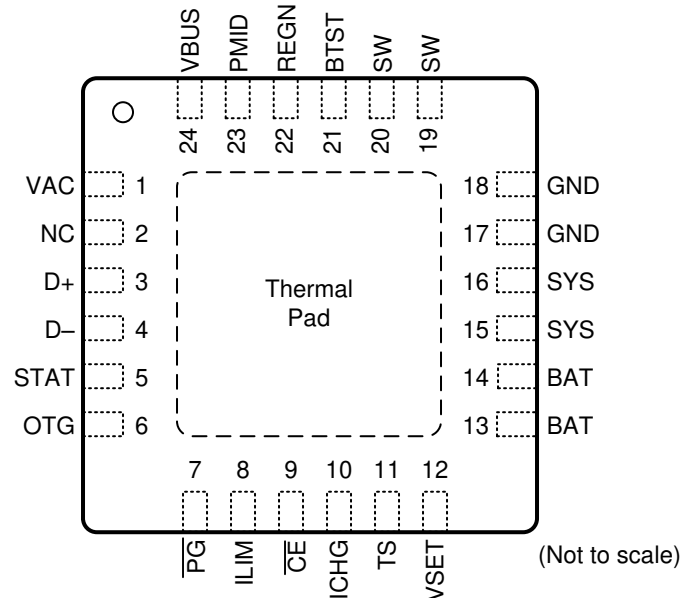 VBUS
PMID
REGN
BTST
SW
SW
24
23
22
21
20
19
VAC 1
NC 2
D+ 3
D– 4
STAT 5
OTG 6
18 GND
17 GND
16 SYS
15 SYS
14 BAT
13 BAT
Thermal
Pad
7
8
9
10
11
12
P̅G̅
ILIM
C̅E̅
ICHG
TS
VSET
(Not to scale)